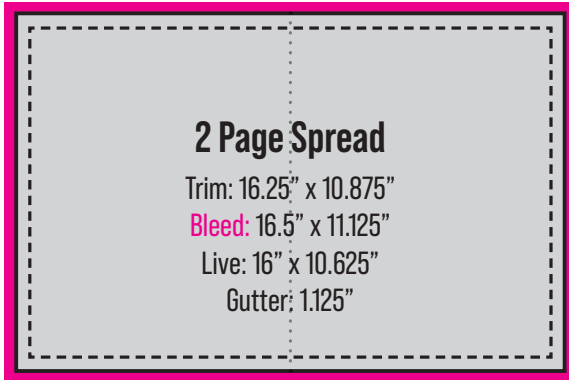 2 Page Spread
Trim: 16.25” x 10.875”
Bleed: 16.5” x 11.125”
Live: 16” x 10.625”
Gutter: 1.125”